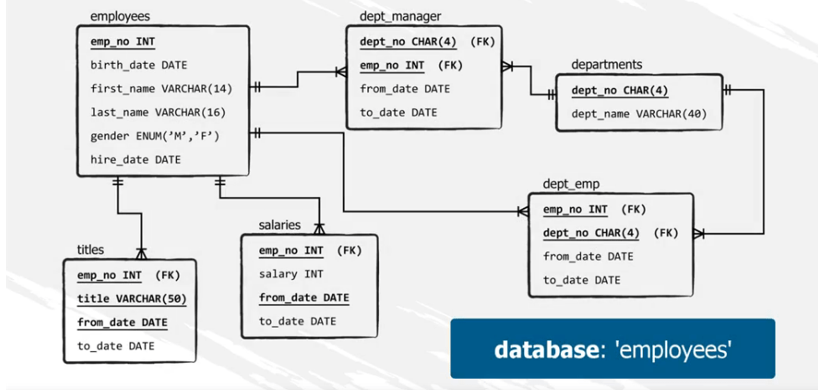 employees
emp_no INT
birth_date DATE
first_name VARCHAR(14)
last_name VARCHAR(16)
gender ENUM(’M’,’F’)
hire_date DATE
dept_manager
dept_no CHAR(4) (FK)
emp_no INT (FK)
from_date DATE
to_date DATE
departments
dept_no CHAR(4)
dept_name VARCHAR(40)
dept_emp
emp_no INT (FK)
dept_no CHAR(4) (FK)
from_date DATE
to_date DATE
salaries
emp_no INT (FK)
salary INT
from_date DATE
to_date DATE
titles
emp_no INT (FK)
title VARCHAR(50)
from_date DATE
to_date DATE
database: 'employees'